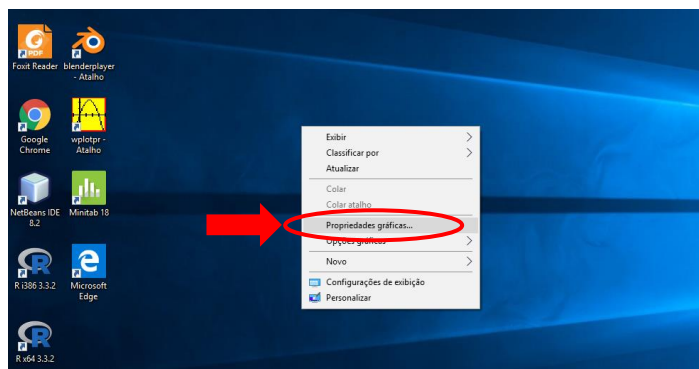 PDF
Foxit Reader
blenderplayer
- Atalho
Google
Chrome
wplotpr -
Atalho
NetBeans IDE
8.2
Minitab 18
R i386 3.3.2
Microsoft
Edge
R x64 3.3.2
Exibir
Classificar por
Atualizar
Colar
Colar atalho
Propriedades gráficas...
Opções gráficas
Novo
Configurações de exibição
Personalizar